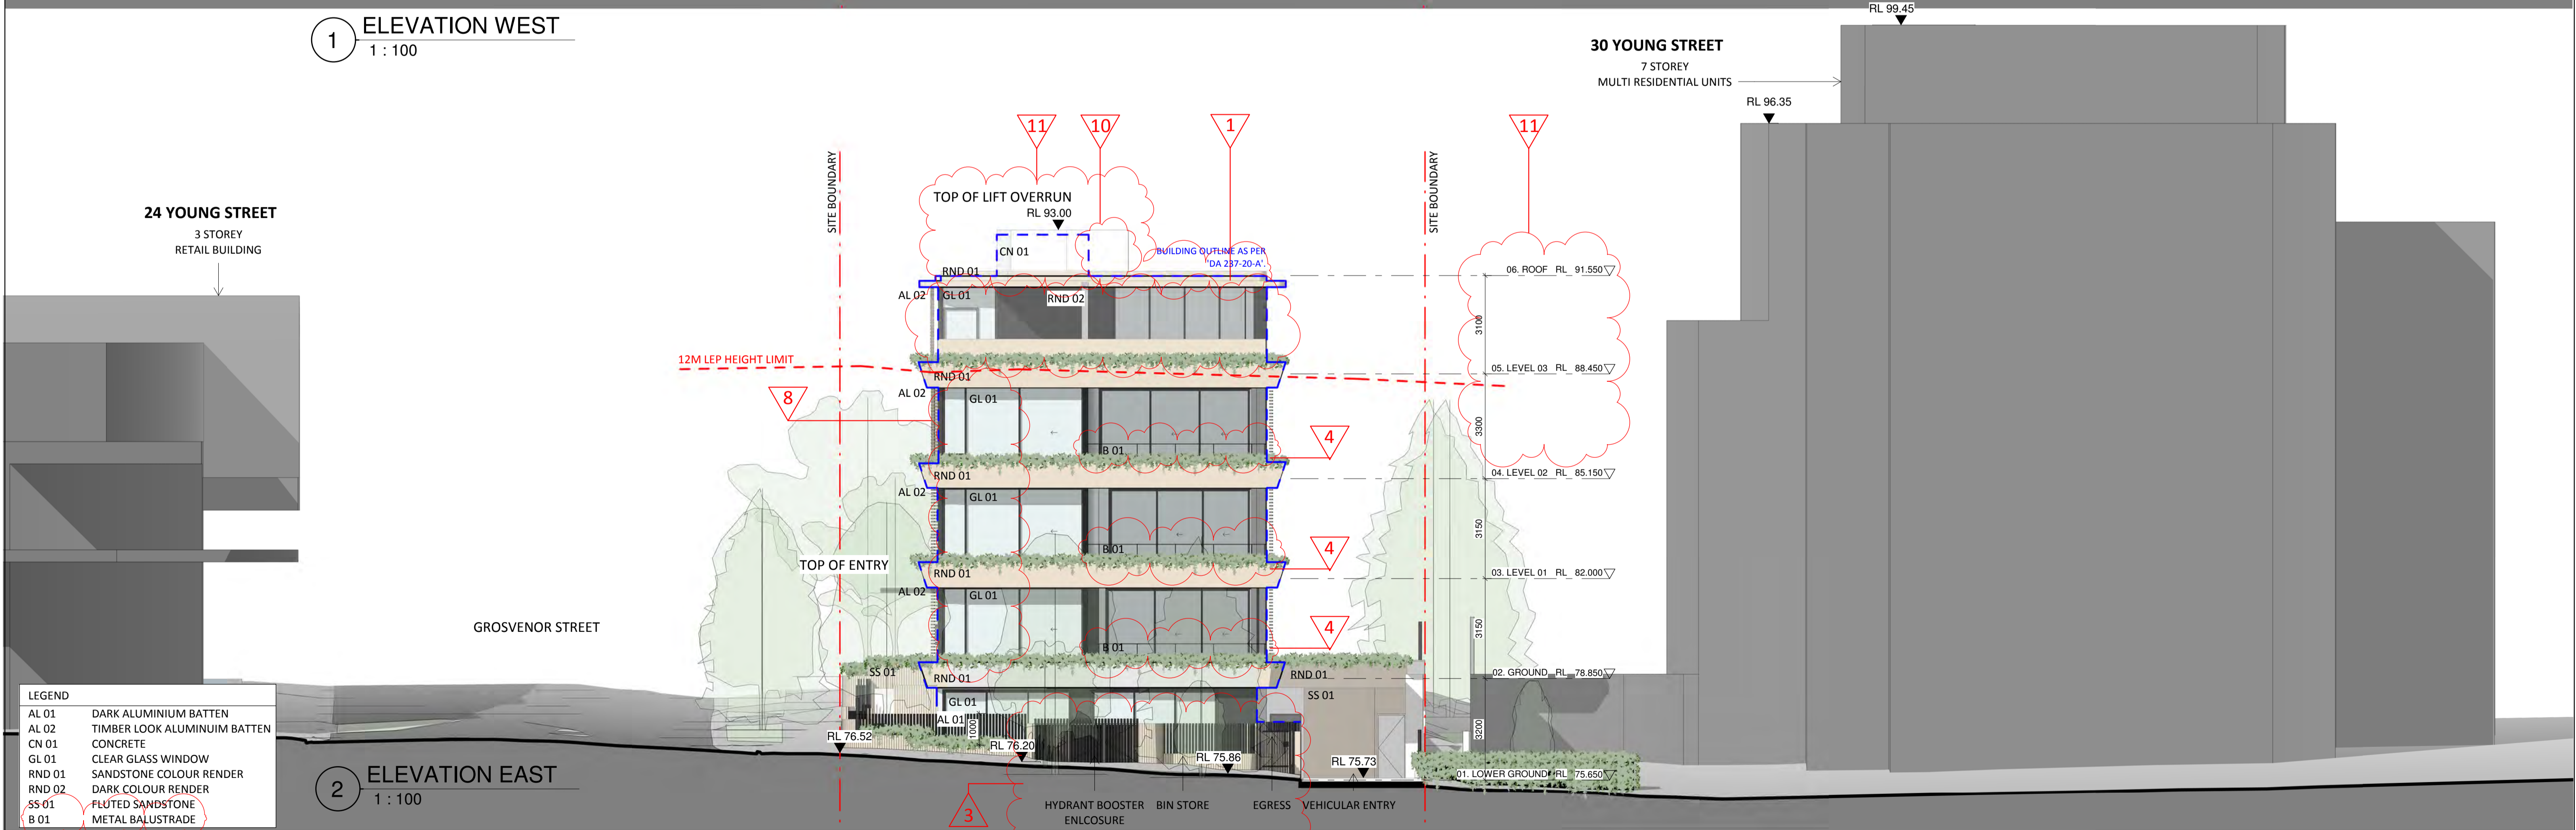 1
ELEVATION WEST
1 : 100
RL 99.45
30 YOUNG STREET
7 STOREY
MULTI RESIDENTIAL UNITS
RL 96.35
11
10
1
11
SITE BOUNDARY
SITE BOUNDARY
24 YOUNG STREET
3 STOREY
RETAIL BUILDING
TOP OF LIFT OVERRUN
RL 93.00
CN 01
BUILDING OUTLINE AS PER
'DA 237-20-A'.
RND 01
06. ROOF RL 91.550
AL 02
GL 01
RND 02
3100
12M LEP HEIGHT LIMIT
RND 01
05. LEVEL 03 RL 88.450
8
AL 02
GL 01
3300
4
B 01
RND 01
04. LEVEL 02 RL 85.150
AL 02
GL 01
3150
4
B 01
TOP OF ENTRY
RND 01
03. LEVEL 01 RL 82.000
AL 02
GL 01
GROSVENOR STREET
3150
4
B 01
SS 01
RND 01
RND 01
02. GROUND RL 78.850
SS 01
GL 01
AL 01
1000
3200
RL 76.52
RL 76.20
RL 75.86
RL 75.73
01. LOWER GROUND RL 75.650
LEGEND
AL 01 DARK ALUMINIUM BATTEN
AL 02 TIMBER LOOK ALUMINUIM BATTEN
CN 01 CONCRETE
GL 01 CLEAR GLASS WINDOW
RND 01 SANDSTONE COLOUR RENDER
RND 02 DARK COLOUR RENDER
SS 01 FLUTED SANDSTONE
B 01 METAL BALUSTRADE
2
ELEVATION EAST
1 : 100
3
HYDRANT BOOSTER
ENLCOSURE
BIN STORE
EGRESS
VEHICULAR ENTRY